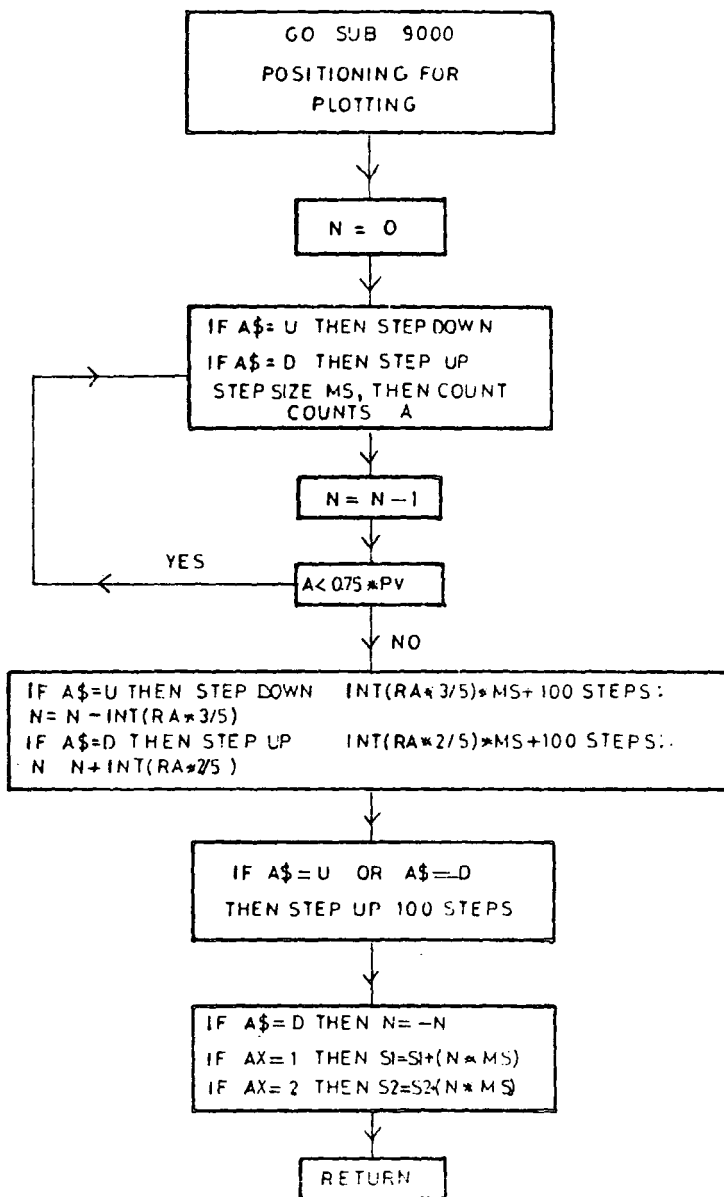 GO SUB 9000
POSITIONING FOR
PLOTTING
N = 0
IF A$= U THEN STEP DOWN
IF A$= D THEN STEP UP
STEP SIZE MS, THEN COUNT
COUNTS A
N = N - 1
YES
A< 0.75 *PV
NO
IF A$=U THEN STEP DOWN INT(RA*3/5)*MS+100 STEPS:
N= N -INT(RA*3/5)
IF A$=D THEN STEP UP INT(RA*2/5)*MS+100 STEPS:
N N+INT(RA*2/5)
IF A$=U OR A$=D
THEN STEP UP 100 STEPS
IF A$=D THEN N=-N
IF AX=1 THEN S1=S1+(N*MS)
IF AX=2 THEN S2=S2-(N*MS)
RETURN